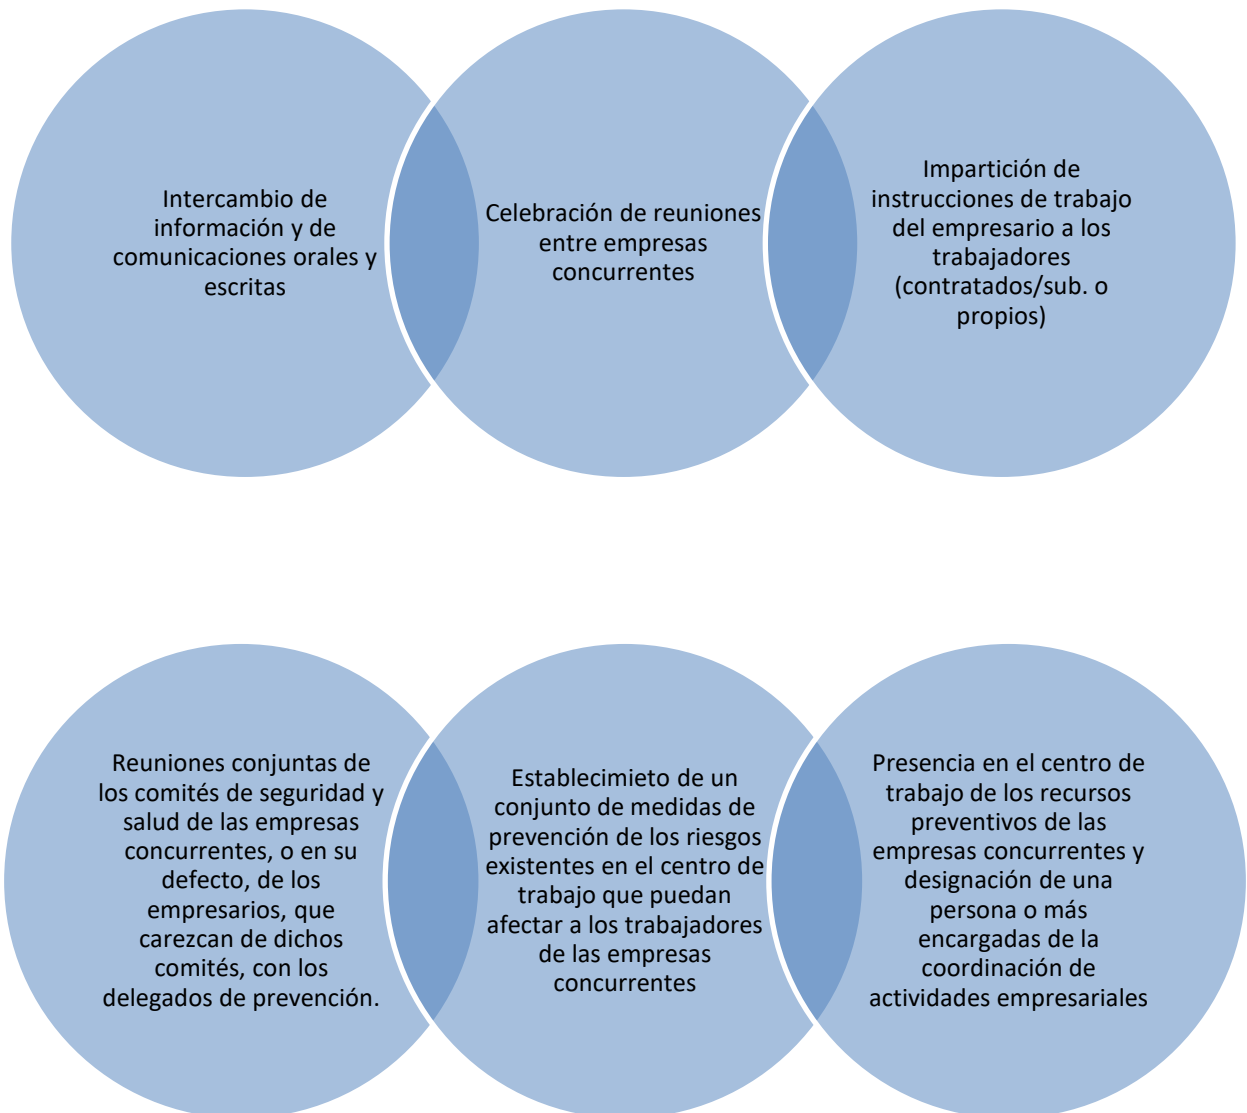 Intercambio de
información y de
comunicaciones orales y
escritas
Celebración de reuniones
entre empresas
concurrentes
Impartición de
instrucciones de trabajo
del empresario a los
trabajadores
(contratados/sub. o
propios)
Reuniones conjuntas de
los comités de seguridad y
salud de las empresas
concurrentes, o en su
defecto, de los
empresarios, que
carezcan de dichos
comités, con los
delegados de prevención.
Establecimieto de un
conjunto de medidas de
prevención de los riesgos
existentes en el centro de
trabajo que puedan
afectar a los trabajadores
de las empresas
concurrentes
Presencia en el centro de
trabajo de los recursos
preventivos de las
empresas concurrentes y
designación de una
persona o más
encargadas de la
coordinación de
actividades empresariales